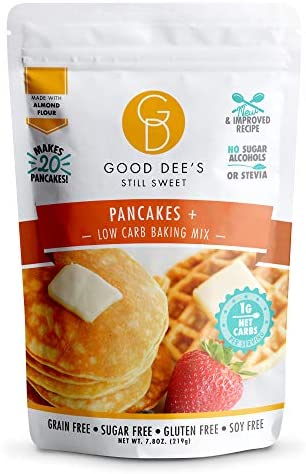 GD
MADE WITH
ALMOND
FLOUR
MAKES
20
PANCAKES!
New
& IMPROVED
RECIPE
NO SUGAR
ALCOHOLS
OR STEVIA
GOOD DEE'S
STILL SWEET
PANCAKES +
LOW CARB BAKING MIX
1G
NET
CARBS
PER SERVING
GRAIN FREE • SUGAR FREE • GLUTEN FREE • SOY FREE
NET WT. 7.8OZ. (219g)